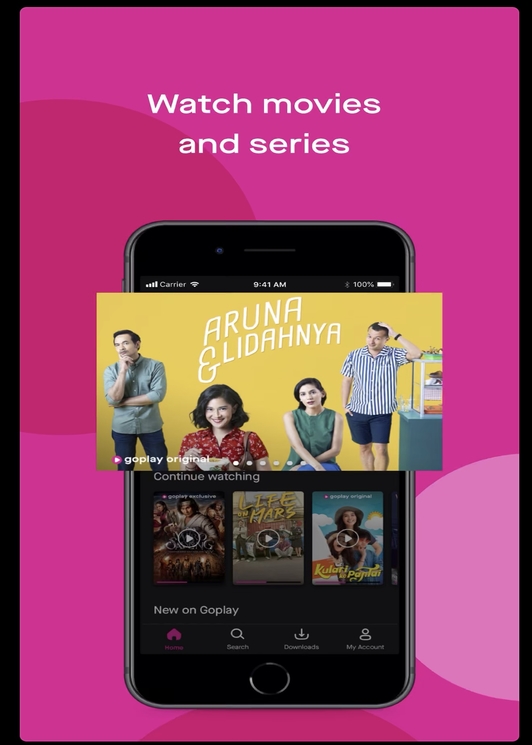 Watch movies
and series
Carrier
9:41 AM
100%
ARUNA
& LIDAHNYA
goplay original
Continue watching
goplay exclusive
LIFE
ON MARS
goplay original
Kulari
ke Pantai
New on Goplay
Home
Search
Downloads
My Account